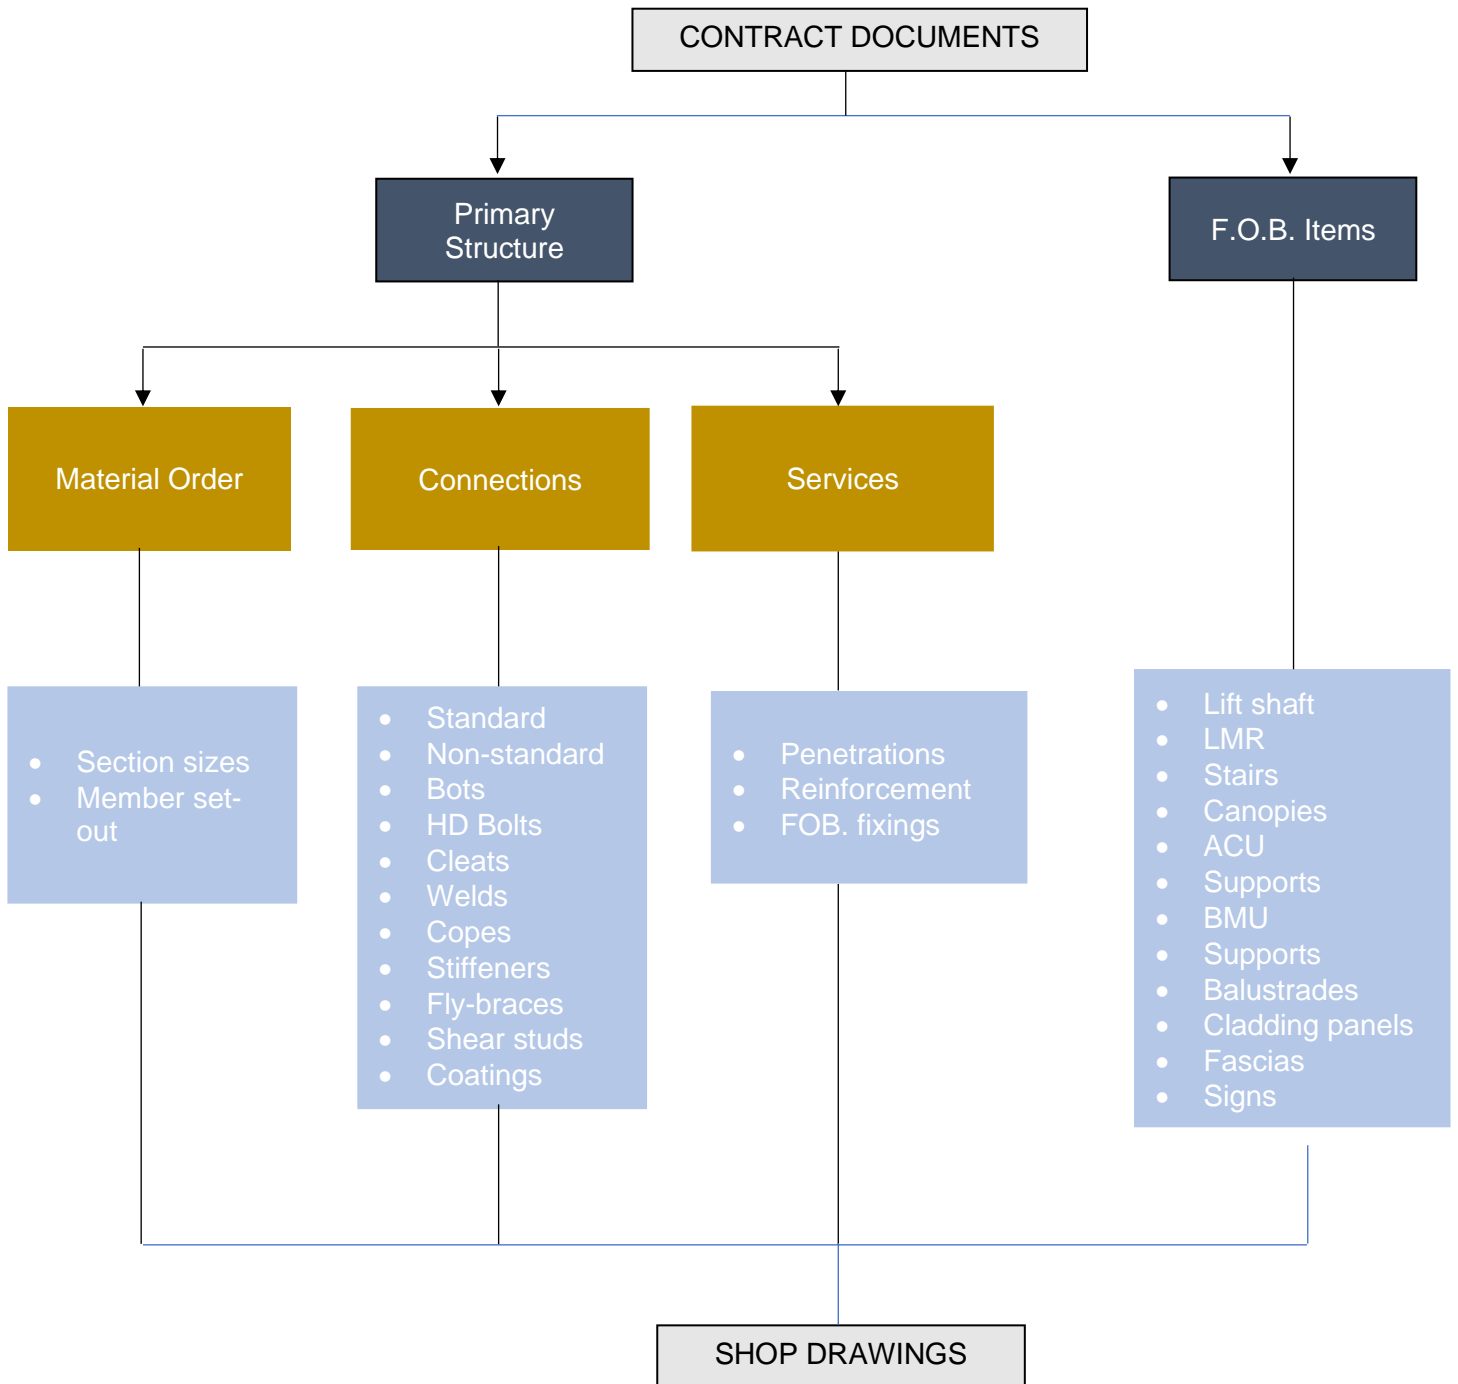 CONTRACT DOCUMENTS
Primary
Structure
F.O.B. Items
Material Order
Connections
Services
• Section sizes
• Member set-
out
• Standard
• Non-standard
• Bots
• HD Bolts
• Cleats
• Welds
• Copes
• Stiffeners
• Fly-braces
• Shear studs
• Coatings
• Penetrations
• Reinforcement
• FOB. fixings
• Lift shaft
• LMR
• Stairs
• Canopies
• ACU
• Supports
• BMU
• Supports
• Balustrades
• Cladding panels
• Fascias
• Signs
SHOP DRAWINGS